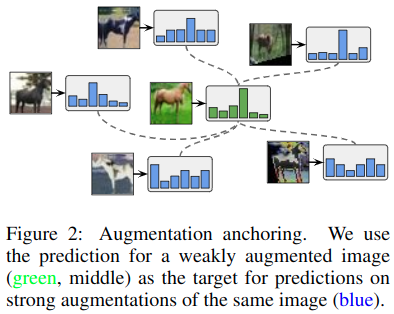 Figure 2: Augmentation anchoring. We use
the prediction for a weakly augmented image
(green, middle) as the target for predictions on
strong augmentations of the same image (blue).